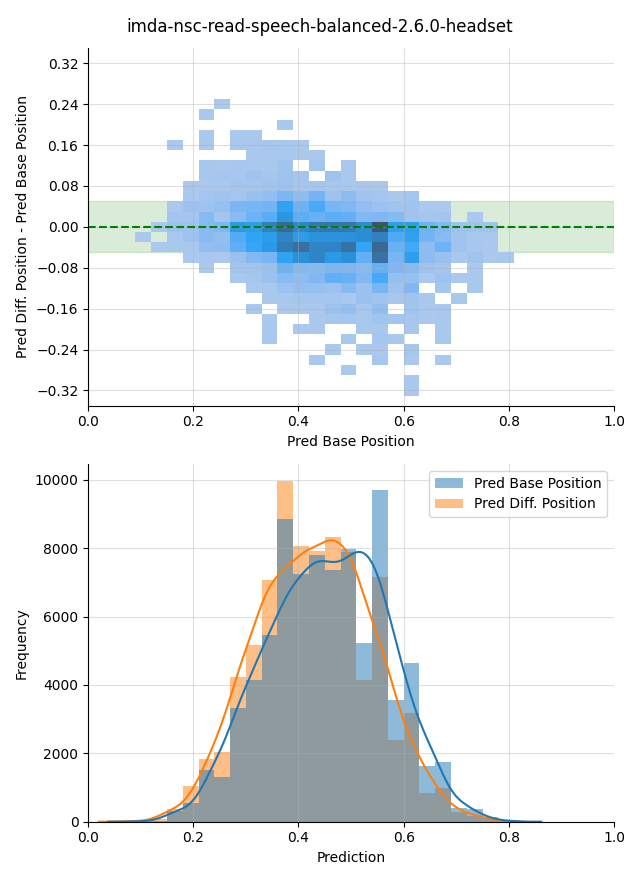 imda-nsc-read-speech-balanced-2.6.0-headset
Pred Diff. Position - Pred Base Position
0.32
0.24
0.16
0.08
0.00
−0.08
−0.16
−0.24
−0.32
0.0 0.2 0.4 0.6 0.8 1.0
Pred Base Position
Frequency
10000
8000
6000
4000
2000
0
Pred Base Position
Pred Diff. Position
0.0 0.2 0.4 0.6 0.8 1.0
Prediction